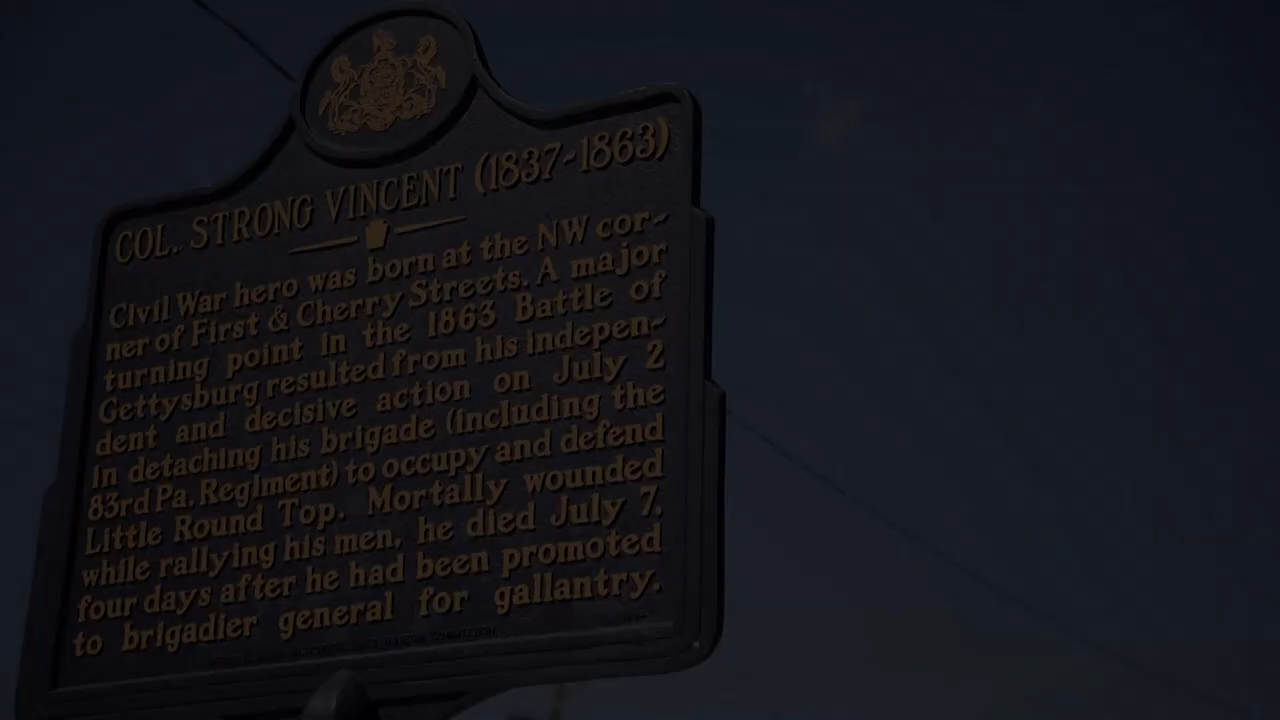 COL. STRONG VINCENT (1837-1863)
Civil War hero was born at the NW cor-
ner of First & Cherry Streets. A major
turning point in the 1863 Battle of
Gettysburg resulted from his indepen-
dent and decisive action on July 2
in detaching his brigade (including the
83rd Pa. Regiment) to occupy and defend
Little Round Top. Mortally wounded
while rallying his men, he died July 7,
four days after he had been promoted
to brigadier general for gallantry.